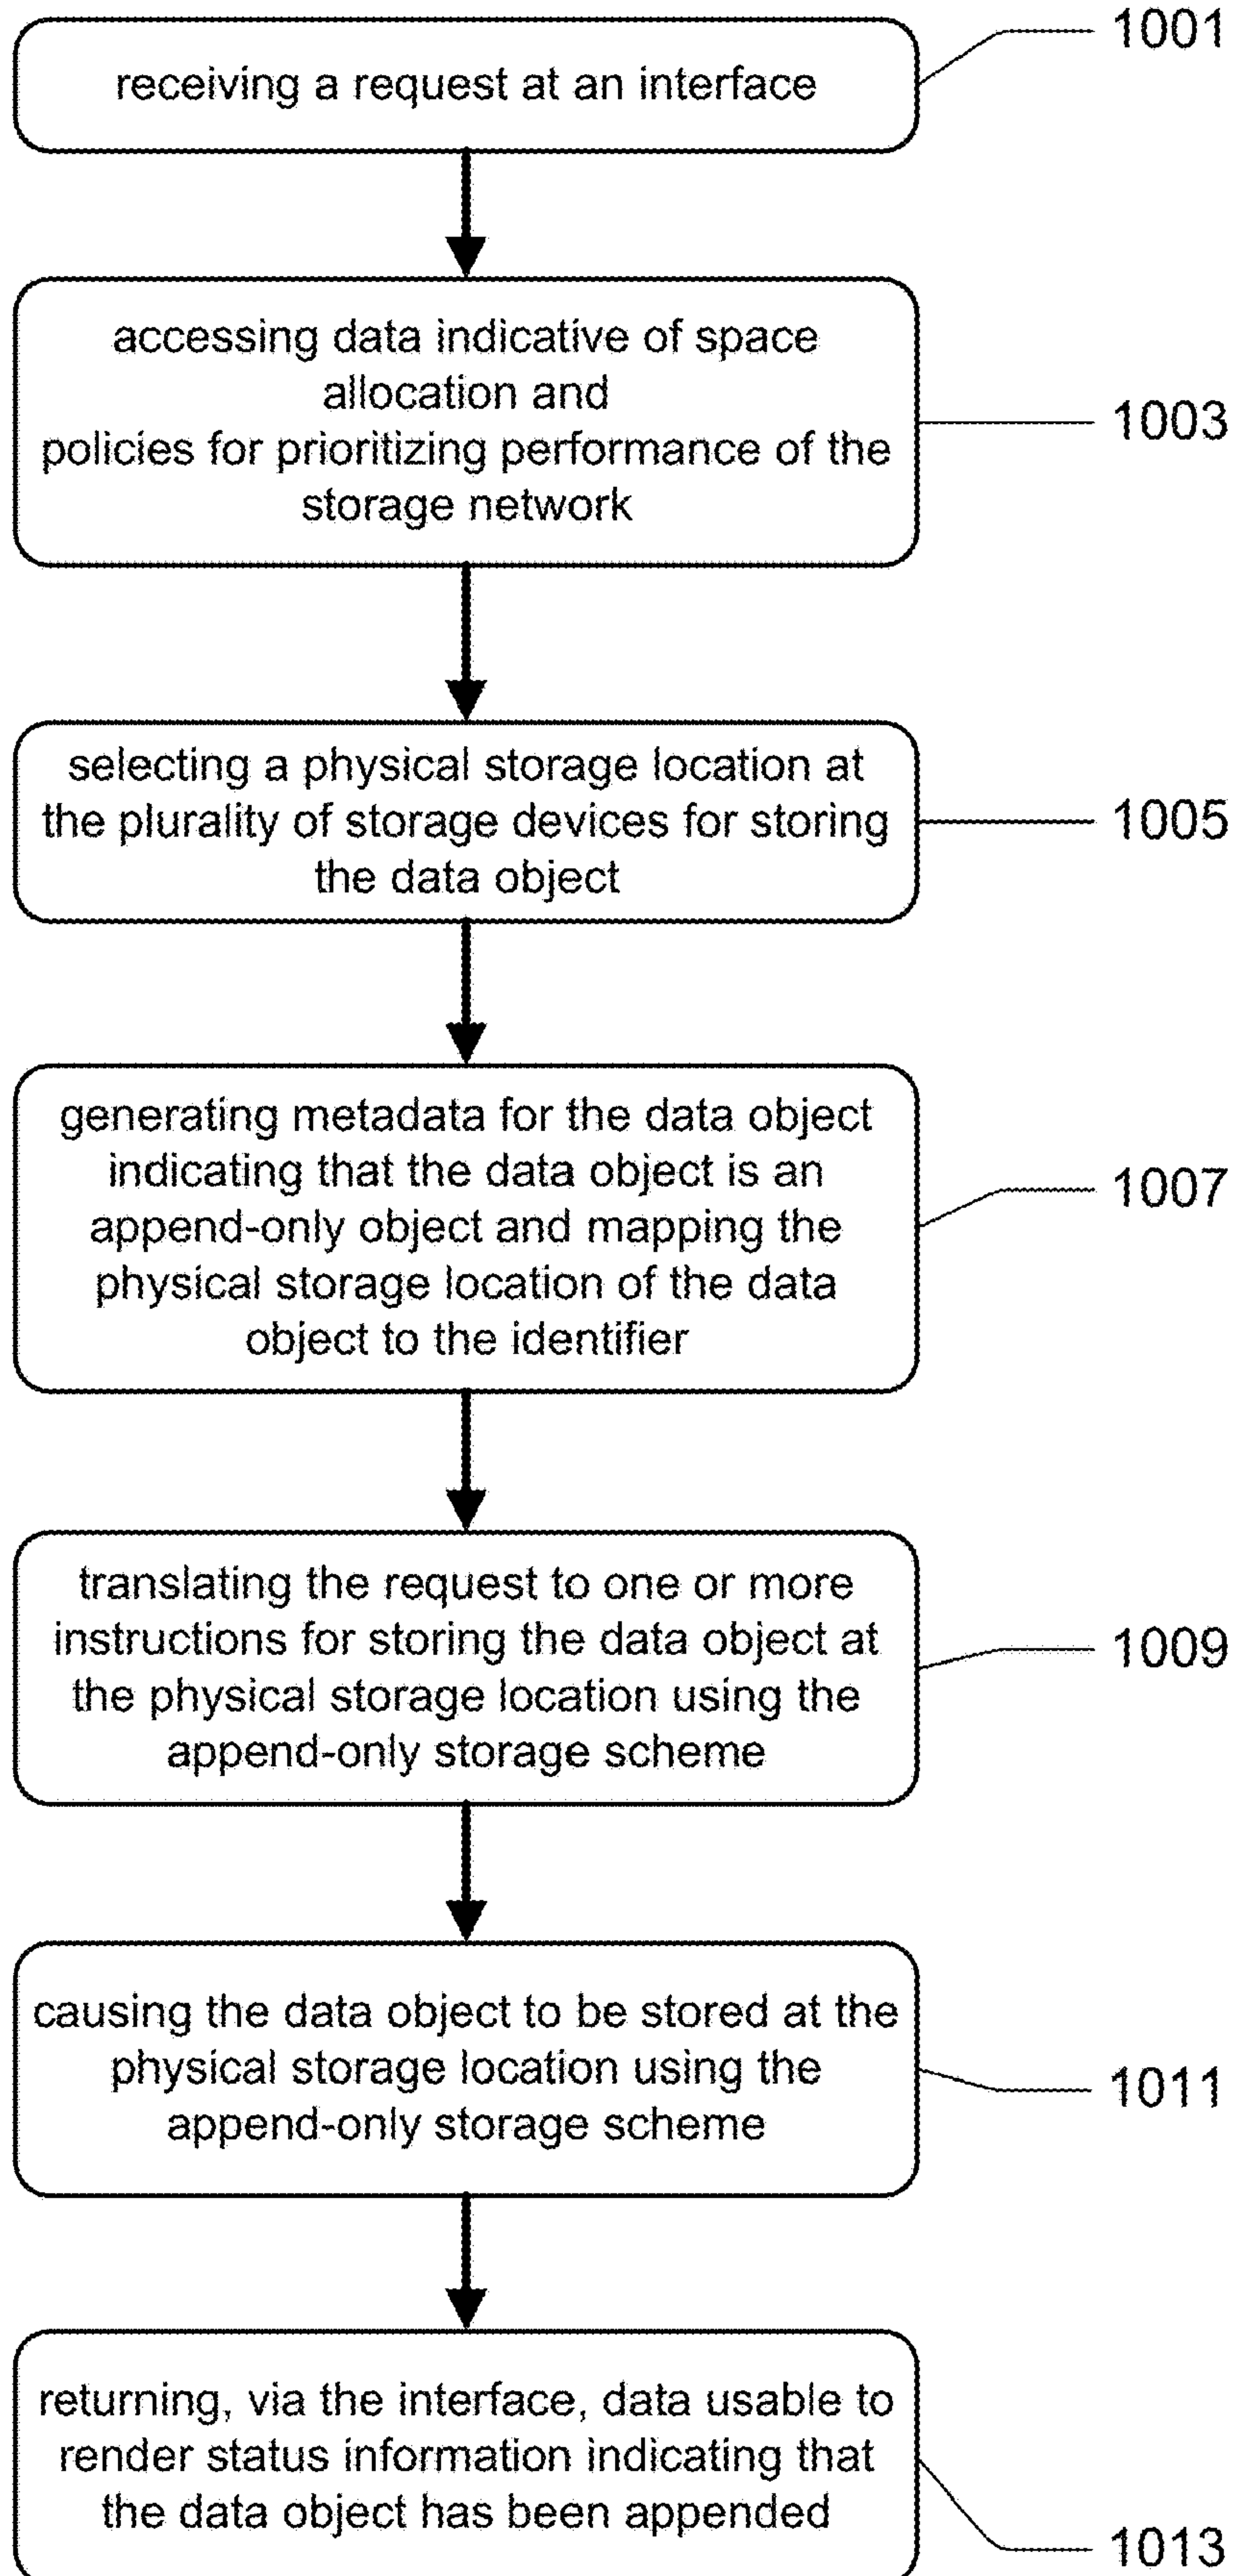 receiving a request at an interface
1001
accessing data indicative of space
allocation and
policies for prioritizing performance of the
storage network
1003
selecting a physical storage location at
the plurality of storage devices for storing
the data object
1005
generating metadata for the data object
indicating that the data object is an
append-only object and mapping the
physical storage location of the data
object to the identifier
1007
translating the request to one or more
instructions for storing the data object at
the physical storage location using the
append-only storage scheme
1009
causing the data object to be stored at the
physical storage location using the
append-only storage scheme
1011
returning, via the interface, data usable to
render status information indicating that
the data object has been appended
1013